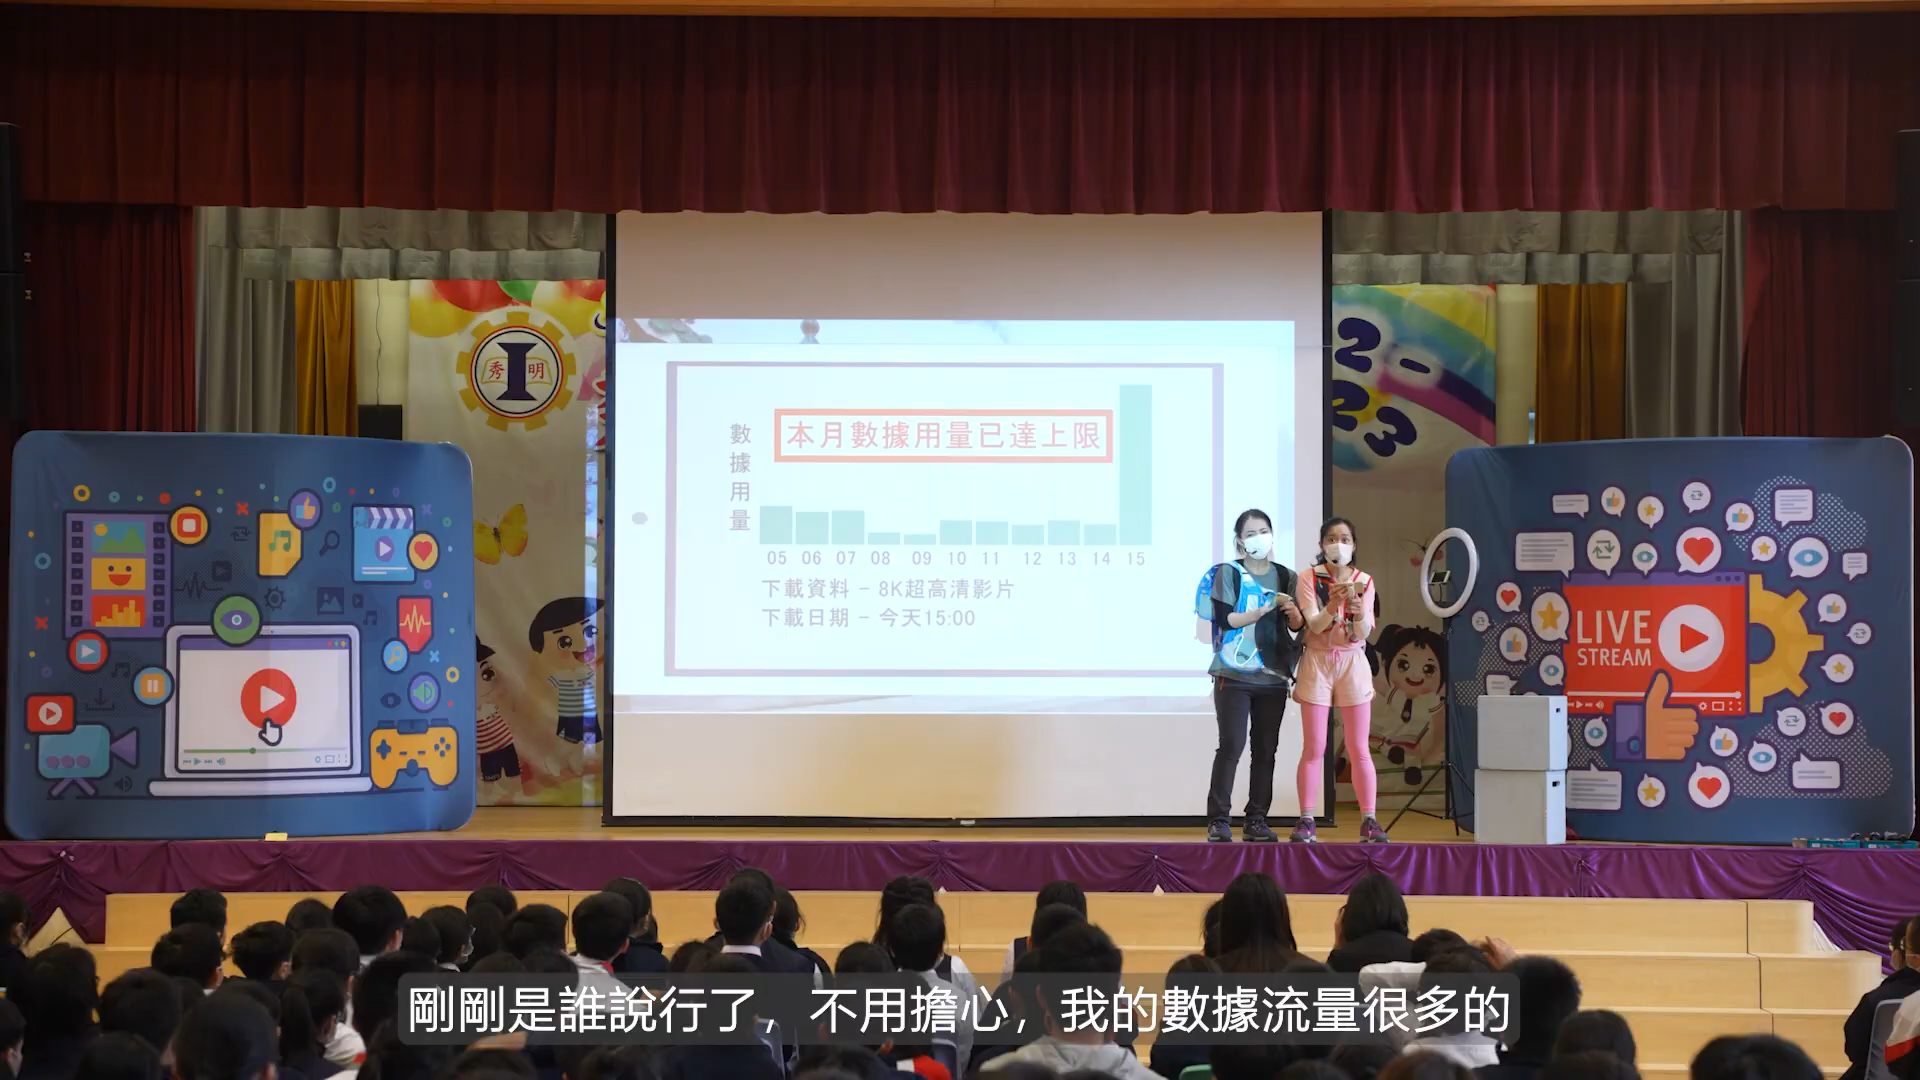 秀 明
2-
23
本月數據用量已達上限
數據用量
05 06 07 08 09 10 11 12 13 14 15
下載資料 – 8K超高清影片
下載日期 – 今天15:00
LIVE
STREAM
剛剛是誰說行了，不用擔心，我的數據流量很多的